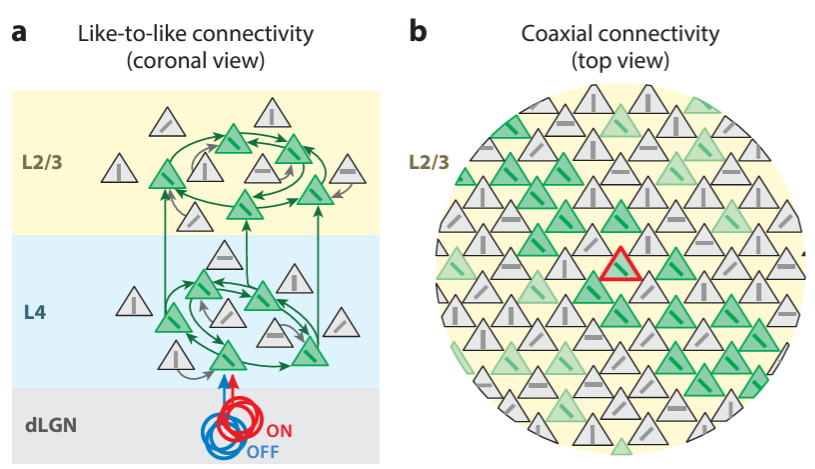 a
Like-to-like connectivity
(coronal view)
L2/3
L4
dLGN
ON
OFF
b
Coaxial connectivity
(top view)
L2/3